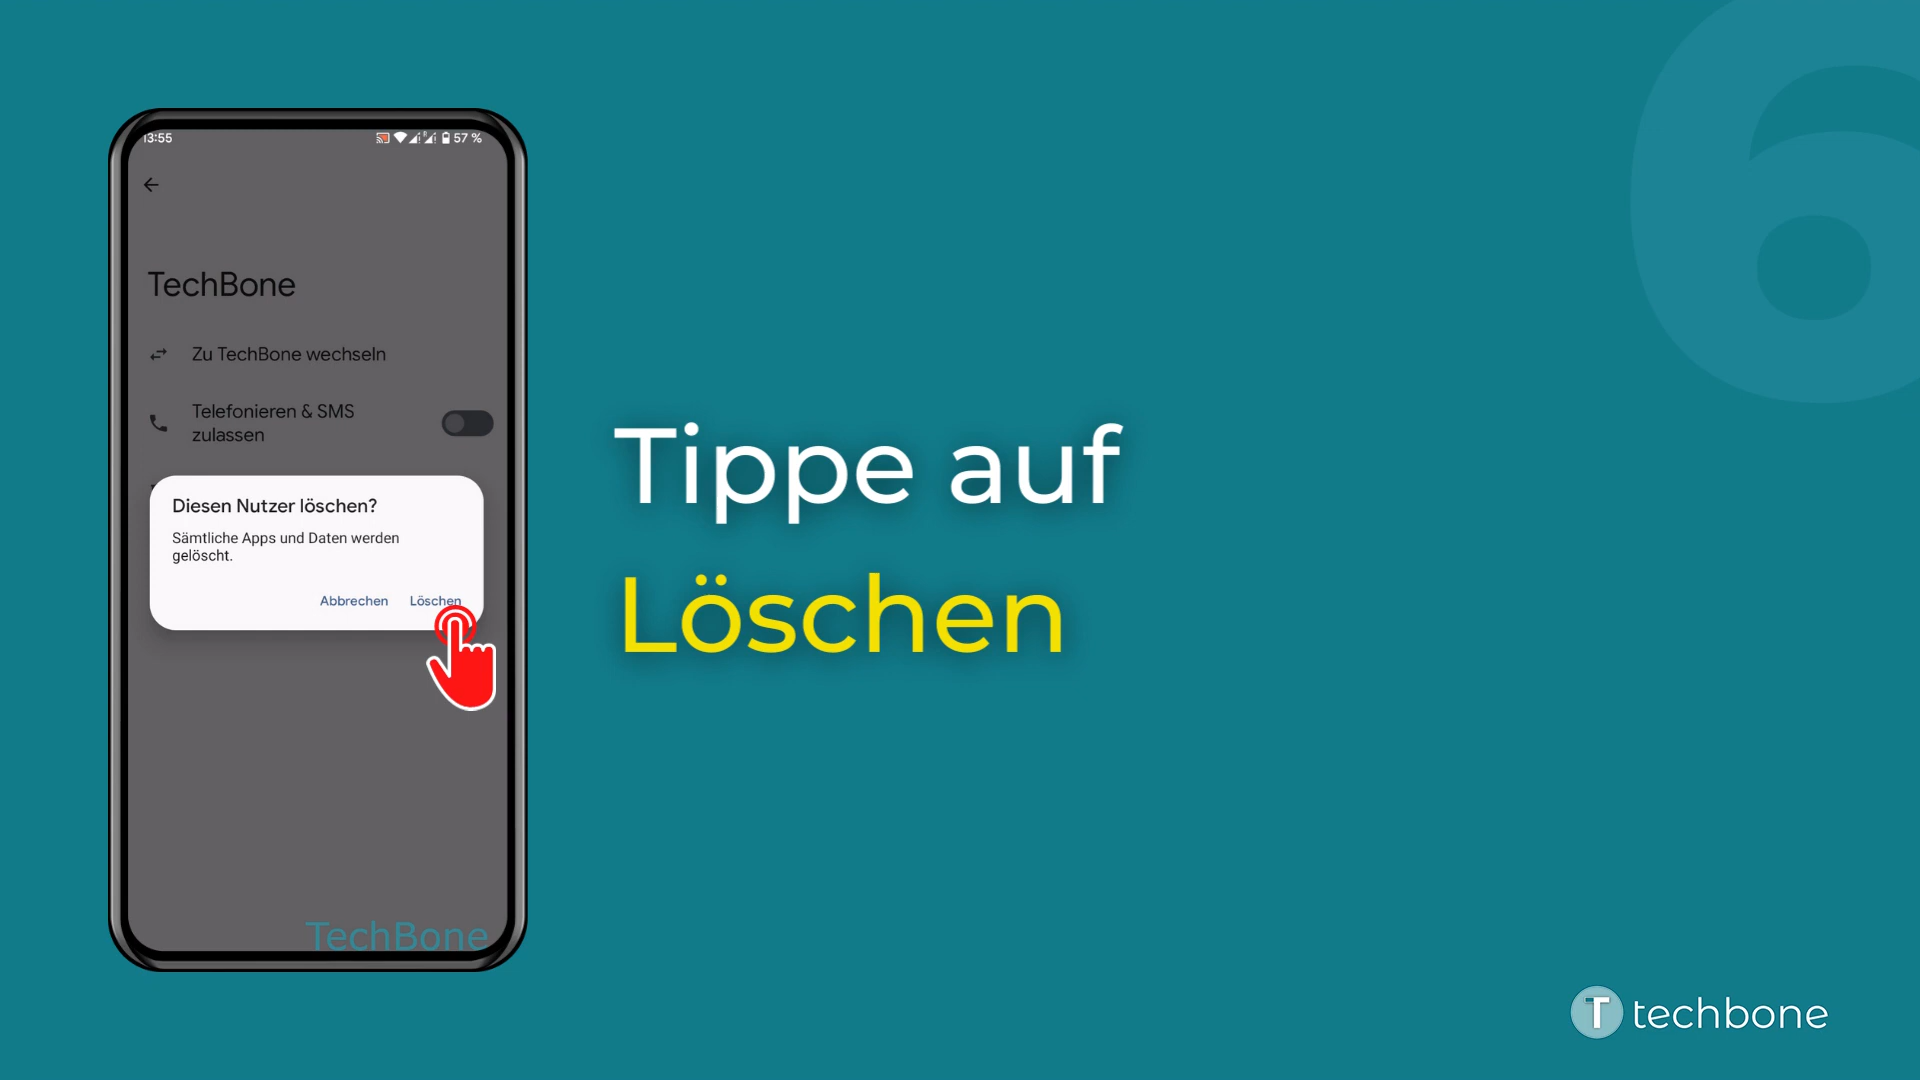 6
13:55
57 %
TechBone
Zu TechBone wechseln
Telefonieren & SMS
zulassen
Diesen Nutzer löschen?
Sämtliche Apps und Daten werden
gelöscht.
Abbrechen Löschen
TechBone
Tippe auf
Löschen
T techbone